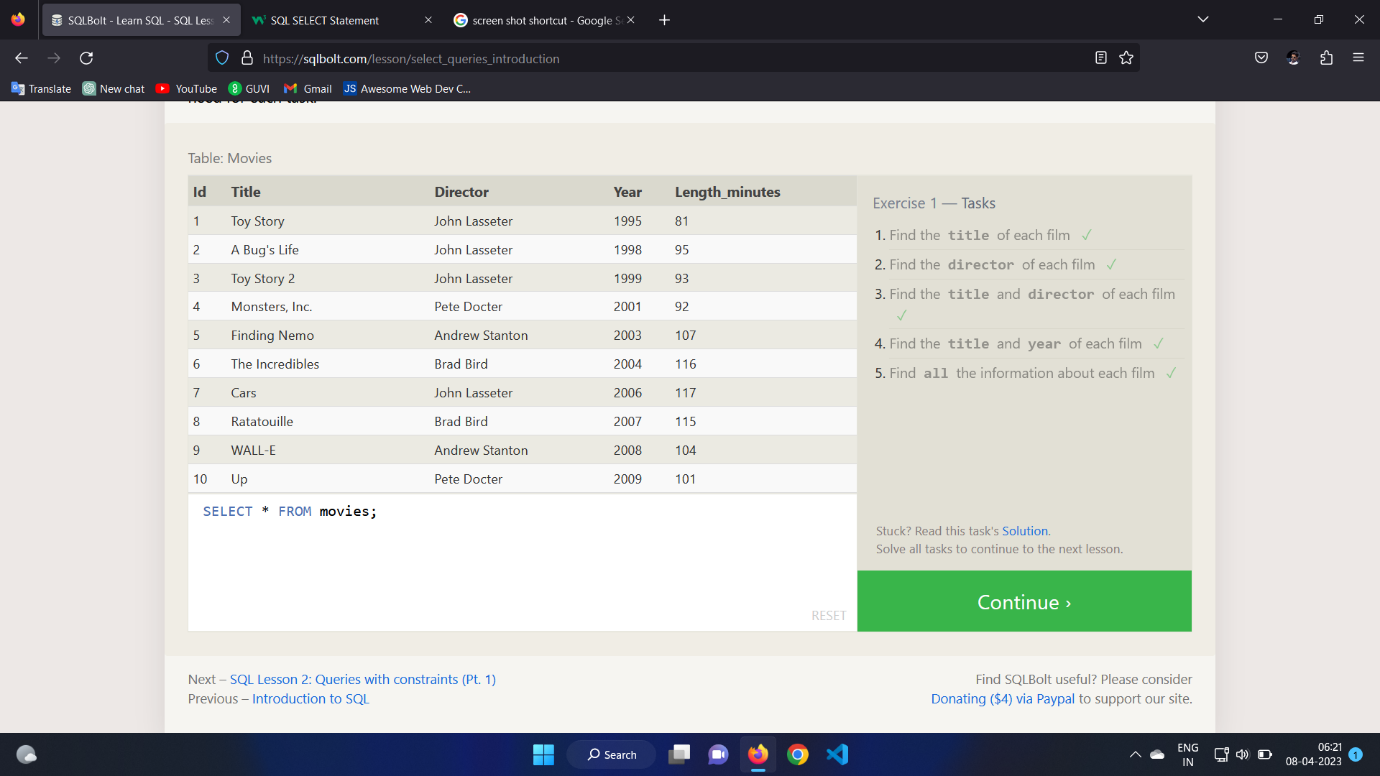 SQLBolt - Learn SQL - SQL Les
SQL SELECT Statement
screen shot shortcut - Google Se
https://sqlbolt.com/lesson/select_queries_introduction
Translate New chat YouTube GUVI Gmail JS Awesome Web Dev C...
need for each task.
Table: Movies
Id Title Director Year Length_minutes
1 Toy Story John Lasseter 1995 81
2 A Bug's Life John Lasseter 1998 95
3 Toy Story 2 John Lasseter 1999 93
4 Monsters, Inc. Pete Docter 2001 92
5 Finding Nemo Andrew Stanton 2003 107
6 The Incredibles Brad Bird 2004 116
7 Cars John Lasseter 2006 117
8 Ratatouille Brad Bird 2007 115
9 WALL-E Andrew Stanton 2008 104
10 Up Pete Docter 2009 101
SELECT * FROM movies;
RESET
Exercise 1 — Tasks
1. Find the title of each film ✓
2. Find the director of each film ✓
3. Find the title and director of each film
✓
4. Find the title and year of each film ✓
5. Find all the information about each film ✓
Stuck? Read this task's Solution.
Solve all tasks to continue to the next lesson.
Continue ›
Next – SQL Lesson 2: Queries with constraints (Pt. 1)
Previous – Introduction to SQL
Find SQLBolt useful? Please consider
Donating ($4) via Paypal to support our site.
Search
ENG
IN
06:21
08-04-2023
1